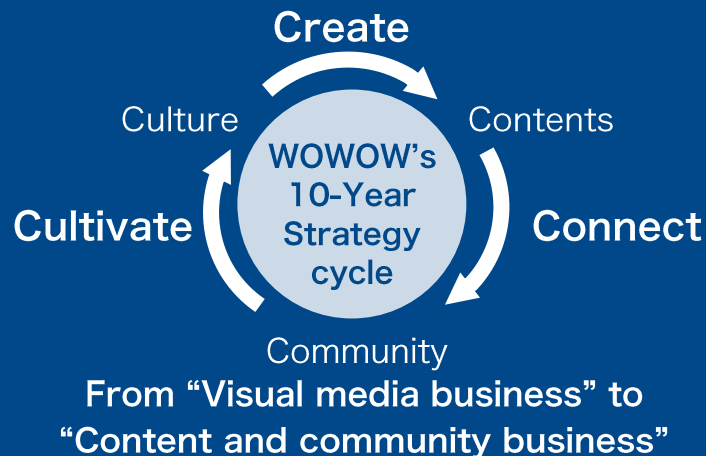 Create
Culture
Contents
WOWOW’s
10-Year
Strategy
cycle
Cultivate
Connect
Community
From “Visual media business” to
“Content and community business”